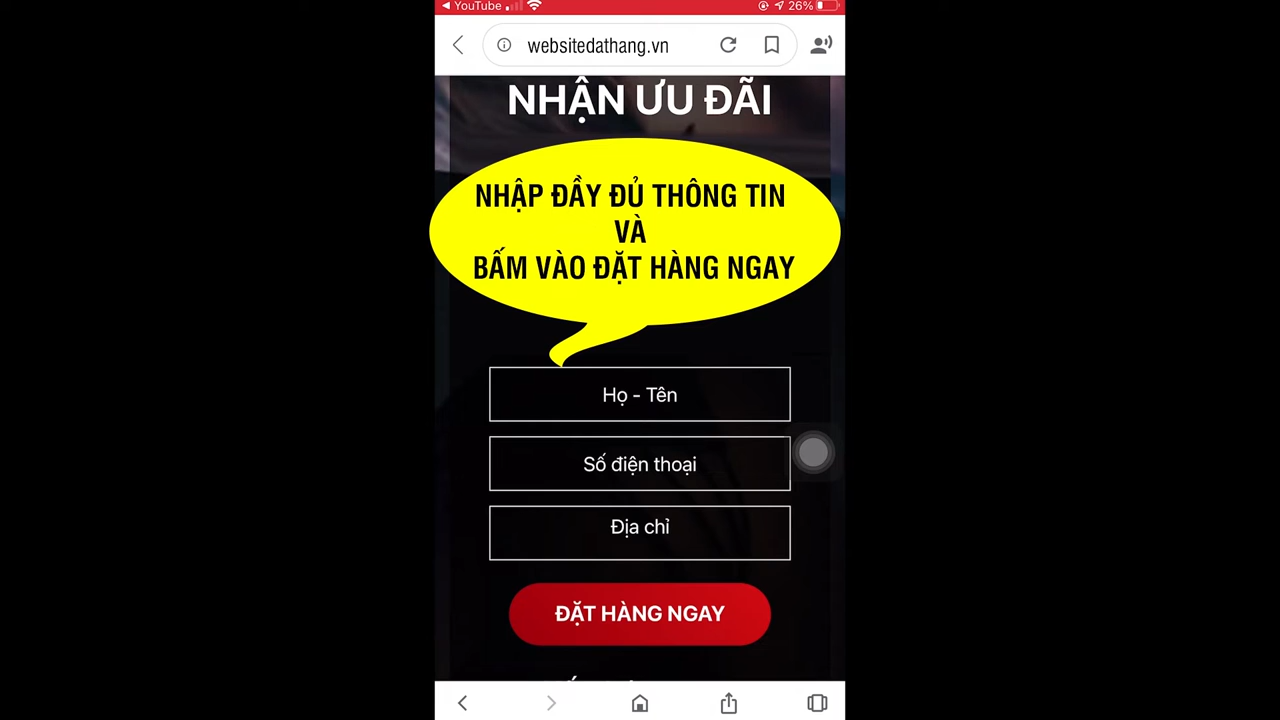 YouTube
26%
websitedathang.vn
NHẬN ƯU ĐÃI
NHẬP ĐẦY ĐỦ THÔNG TIN
VÀ
BẤM VÀO ĐẶT HÀNG NGAY
Họ - Tên
Số điện thoại
Địa chỉ
ĐẶT HÀNG NGAY